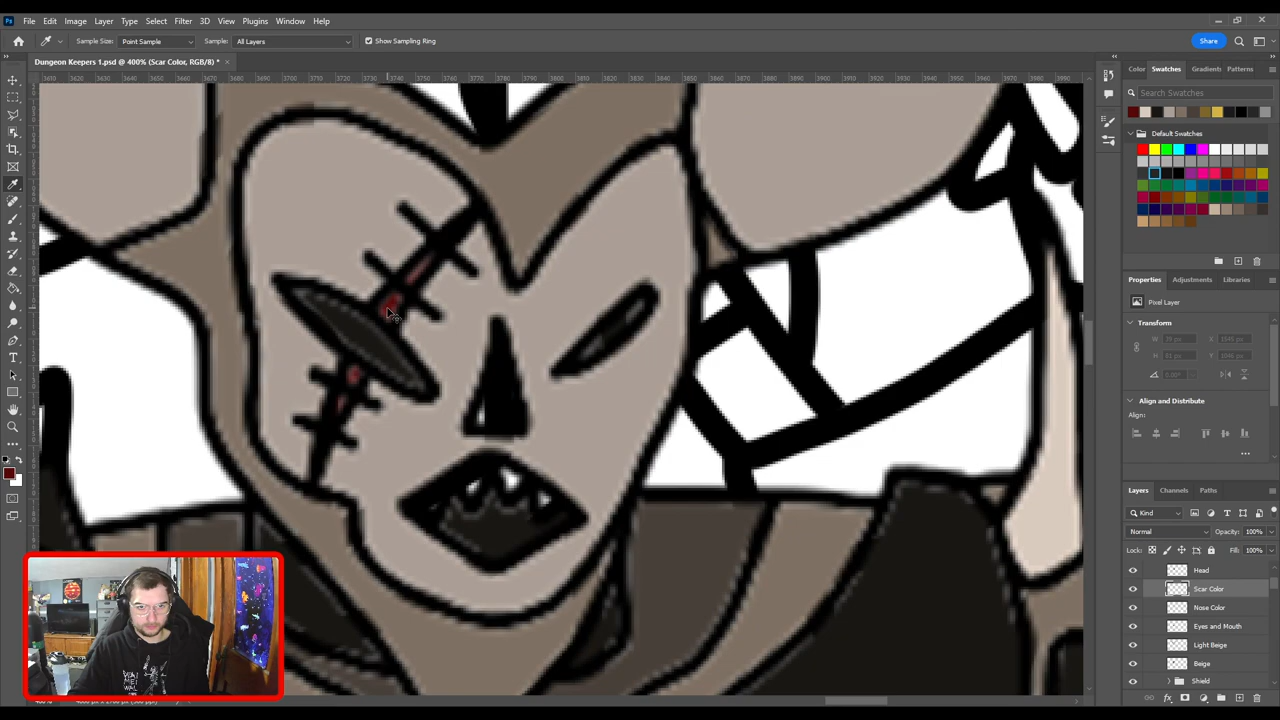 Ps File Edit Image Layer Type Select Filter 3D View Plugins Window Help
Sample Size: Point Sample Sample: All Layers Show Sampling Ring Share
Dungeon Keepers 1.psd @ 400% (Scar Color, RGB/8) *
Color Swatches Gradients Patterns
Search Swatches
Default Swatches
Properties Adjustments Libraries
Pixel Layer
Transform
Align and Distribute
Align:
Layers Channels Paths
Kind
Normal Opacity: 100%
Lock: Fill: 100%
Head
Scar Color
Nose Color
Eyes and Mouth
Light Beige
Beige
Shield